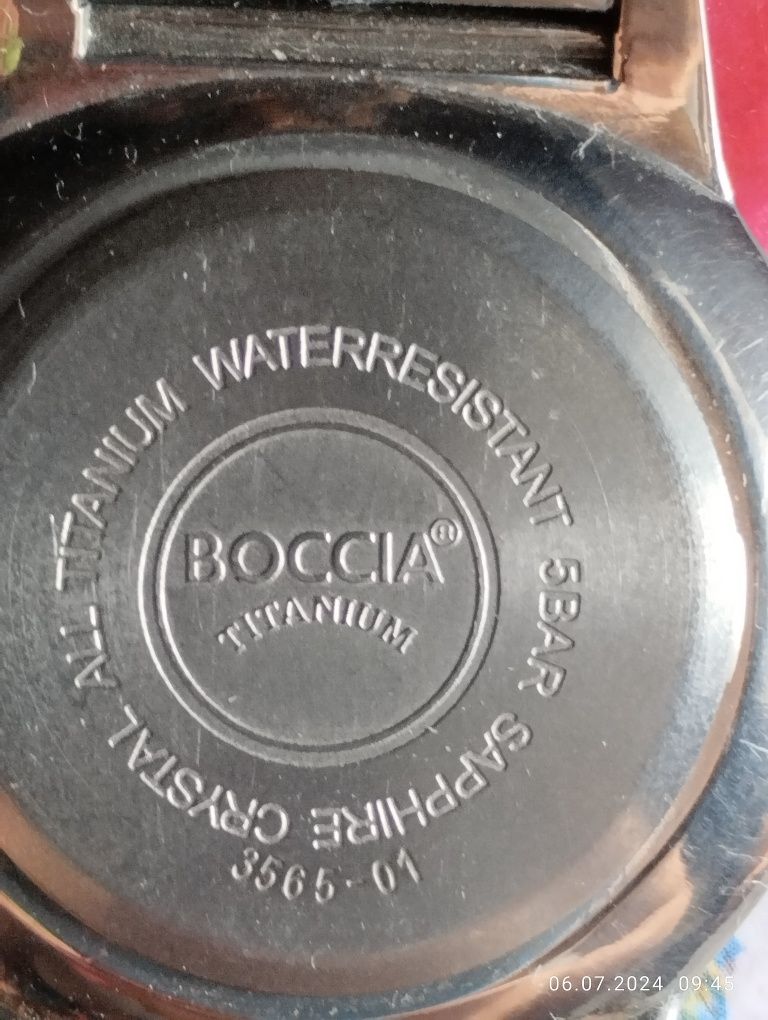 ALL TITANIUM WATERRESISTANT 5BAR SAPPHIRE CRYSTAL
BOCCIA®
TITANIUM
3565-01
06.07.2024 09:45